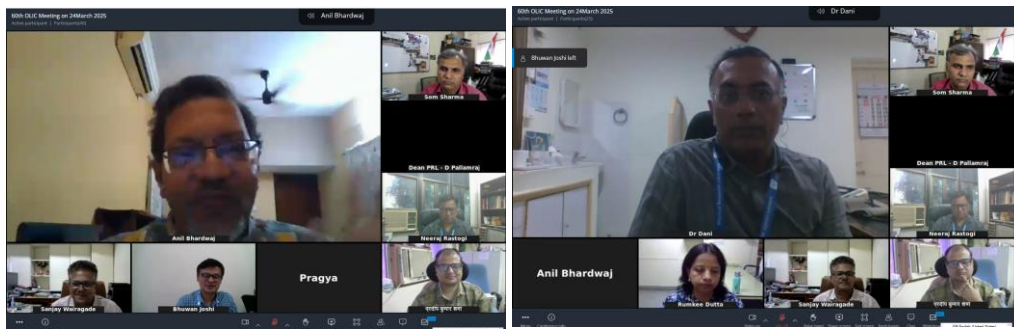 60th OLIC Meeting on 24March 2025
Anil Bhardwaj
Som Sharma
Dean PRL - D Pallamraj
Neeraj Rastogi
Anil Bhardwaj
Sanjay Wairagade
Bhuwan Joshi
Pragya
60th OLIC Meeting on 24March 2025
Dr Dani
Bhuwan Joshi left
Som Sharma
Dean PRL - D Pallamraj
Neeraj Rastogi
Dr Dani
Anil Bhardwaj
Rumkee Dutta
Sanjay Wairagade